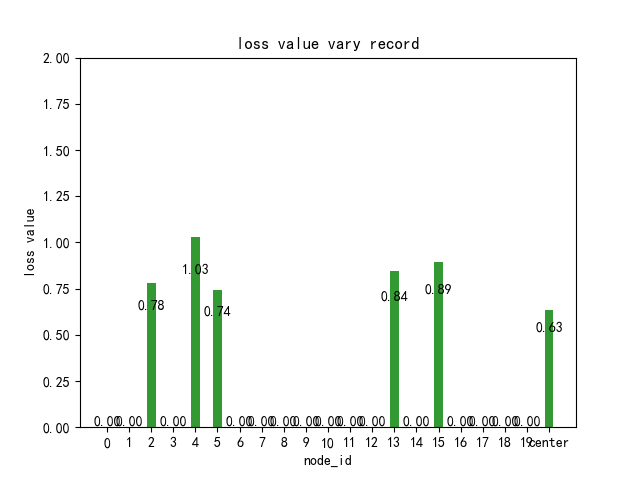 loss value vary record
2.00
1.75
1.50
1.25
1.00
0.75
0.50
0.25
0.00
loss value
0.00 0.00 0.78 0.00 1.03 0.74 0.00 0.00 0.00 0.00 0.00 0.00 0.00 0.84 0.00 0.89 0.00 0.00 0.00 0.00 0.63
0 1 2 3 4 5 6 7 8 9 10 11 12 13 14 15 16 17 18 19 center
node_id